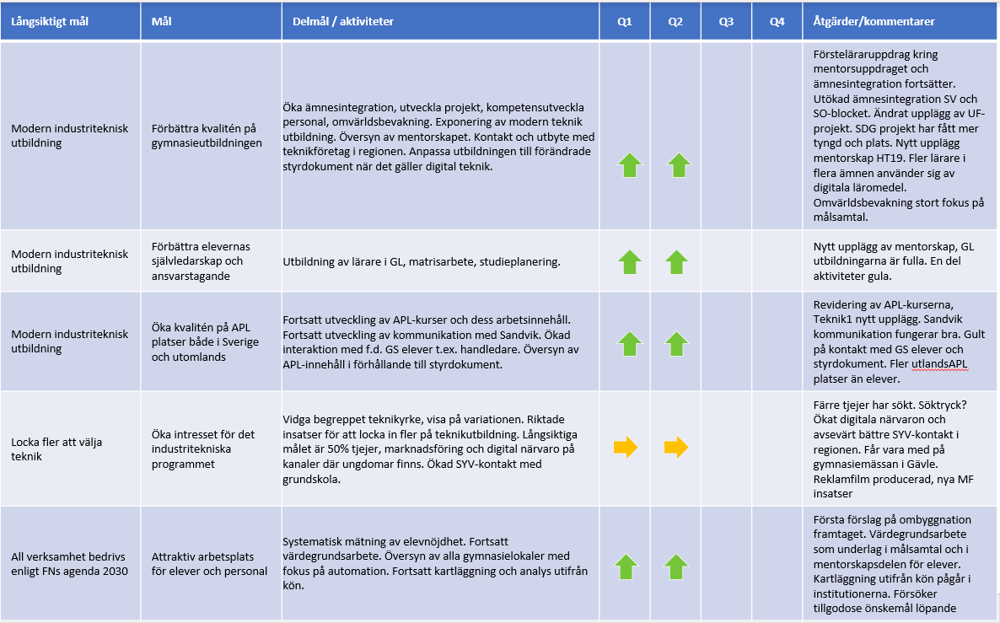 Långsiktigt mål
Mål
Delmål / aktiviteter
Q1
Q2
Q3
Q4
Åtgärder/kommentarer
Modern industriteknisk
utbildning
Förbättra kvalitén på
gymnasieutbildningen
Öka ämnesintegration, utveckla projekt, kompetensutveckla
personal, omvärldsbevakning. Exponering av modern teknik
utbildning. Översyn av mentorskapet. Kontakt och utbyte med
teknikföretag i regionen. Anpassa utbildningen till förändrade
styrdokument när det gäller digital teknik.
Försteläraruppdrag kring
mentorsuppdraget och
ämnesintegration fortsätter.
Utökad ämnesintegration SV och
SO-blocket. Ändrat upplägg av UF-
projekt. SDG projekt har fått mer
tyngd och plats. Nytt upplägg
mentorskap HT19. Fler lärare i
flera ämnen använder sig av
digitala läromedel.
Omvärldsbevakning stort fokus på
målsamtal.
Modern industriteknisk
utbildning
Förbättra elevernas
självledarskap och
ansvarstagande
Utbildning av lärare i GL, matrisarbete, studieplanering.
Nytt upplägg av mentorskap, GL
utbildningarna är fulla. En del
aktiviteter gula.
Modern industriteknisk
utbildning
Öka kvalitén på APL
platser både i Sverige
och utomlands
Fortsatt utveckling av APL-kurser och dess arbetsinnehåll.
Fortsatt utveckling av kommunikation med Sandvik. Ökad
interaktion med f.d. GS elever t.ex. handledare. Översyn av
APL-innehåll i förhållande till styrdokument.
Revidering av APL-kurserna,
Teknik1 nytt upplägg. Sandvik
kommunikation fungerar bra. Gult
på kontakt med GS elever och
styrdokument. Fler utlandsAPL
platser än elever.
Locka fler att välja
teknik
Öka intresset för det
industritekniska
programmet
Vidga begreppet teknikyrke, visa på variationen. Riktade
insatser för att locka in fler på teknikutbildning. Långsiktiga
målet är 50% tjejer, marknadsföring och digital närvaro på
kanaler där ungdomar finns. Ökad SYV-kontakt med
grundskola.
Färre tjejer har sökt. Söktryck?
Ökat digitala närvaron och
avsevärt bättre SYV-kontakt i
regionen. Får vara med på
gymnasiemässan i Gävle.
Reklamfilm producerad, nya MF
insatser
All verksamhet bedrivs
enligt FNs agenda 2030
Attraktiv arbetsplats
för elever och personal
Systematisk mätning av elevnöjdhet. Fortsatt
värdegrundsarbete. Översyn av alla gymnasielokaler med
fokus på automation. Fortsatt kartläggning och analys utifrån
kön.
Första förslag på ombyggnation
framtaget. Värdegrundsarbete
som underlag i målsamtal och i
mentorskapsdelen för elever.
Kartläggning utifrån kön pågår i
institutionerna. Försöker
tillgodose önskemål löpande